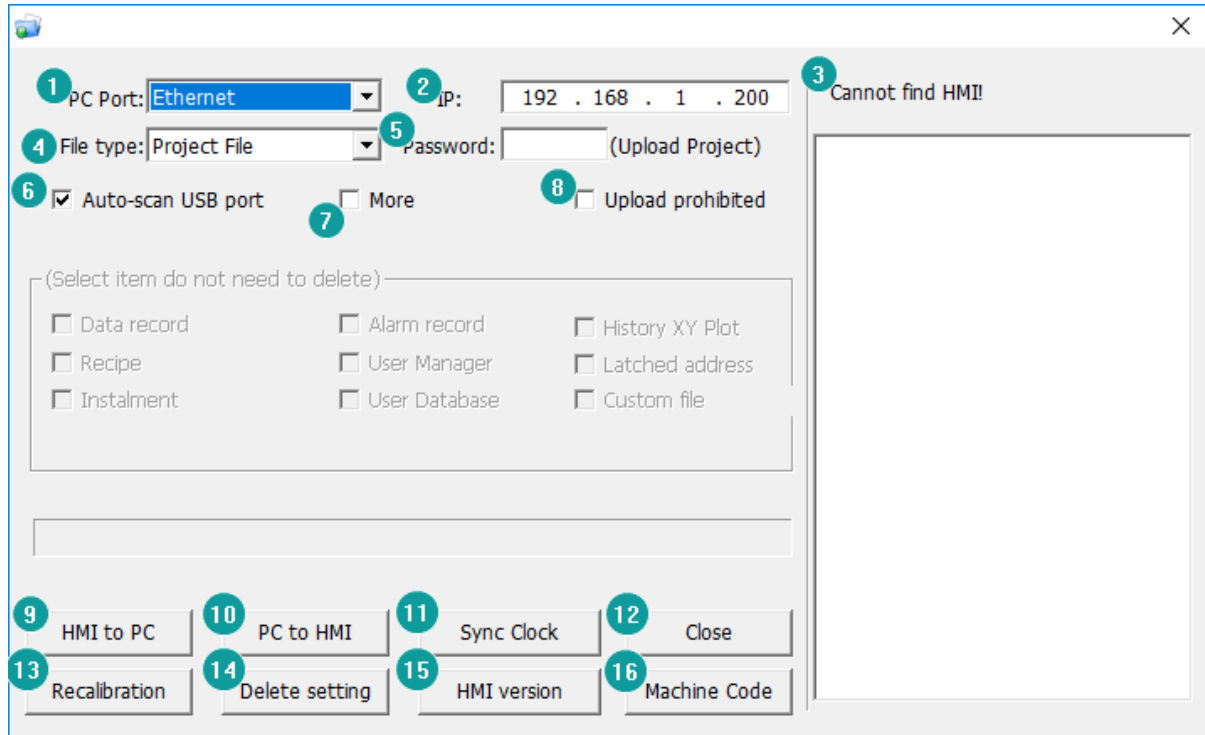 1 PC Port: Ethernet 2 IP: 192 . 168 . 1 . 200 3 Cannot find HMI!
4 File type: Project File 5 Password: (Upload Project)
6 Auto-scan USB port 7 More 8 Upload prohibited
(Select item do not need to delete)
Data record Alarm record History XY Plot
Recipe User Manager Latched address
Instalment User Database Custom file
9 HMI to PC 10 PC to HMI 11 Sync Clock 12 Close
13 Recalibration 14 Delete setting 15 HMI version 16 Machine Code